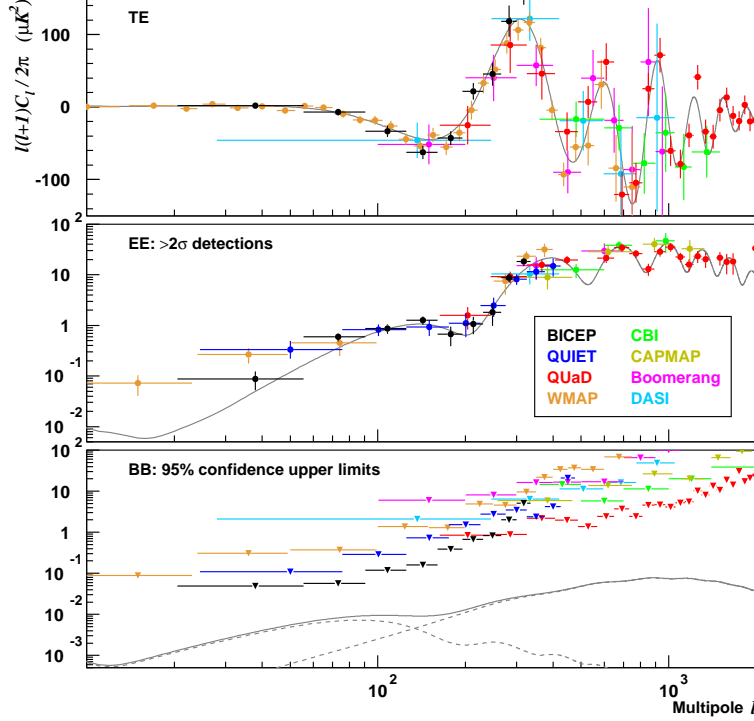 TE
l(l+1)C_l / 2π (μK²)
100
0
-100
EE: >2σ detections
10²
10
1
10⁻¹
10⁻²
BICEP
QUIET
QUaD
WMAP
CBI
CAPMAP
Boomerang
DASI
BB: 95% confidence upper limits
10²
10
1
10⁻¹
10⁻²
10⁻³
10² 10³
Multipole l